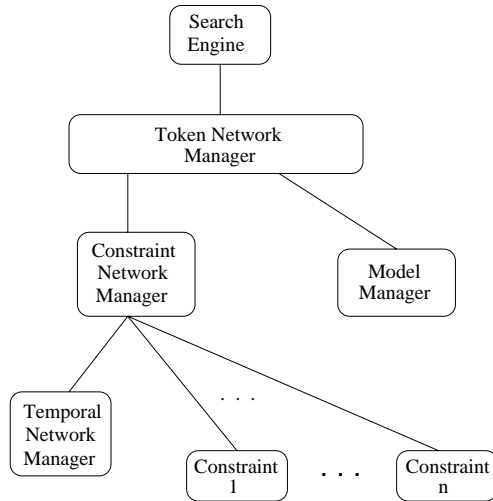 Search
Engine
Token Network
Manager
Constraint
Network
Manager
Model
Manager
. . .
Temporal
Network
Manager
Constraint
1
. . .
Constraint
n